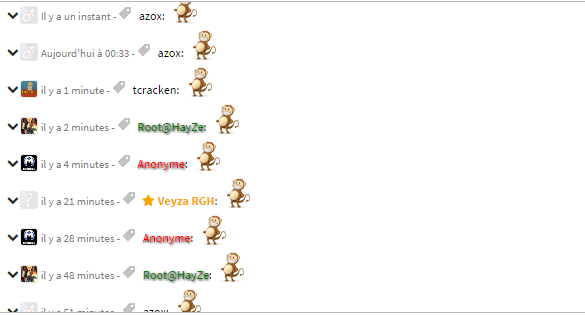 Il y a un instant - azox:
Aujourd'hui à 00:33 - azox:
il y a 1 minute - tcracken:
il y a 2 minutes - Root@HayZe:
il y a 4 minutes - Anonyme:
il y a 21 minutes - Veyza RGH:
il y a 28 minutes - Anonyme:
il y a 48 minutes - Root@HayZe:
il y a 51 minutes - azox: